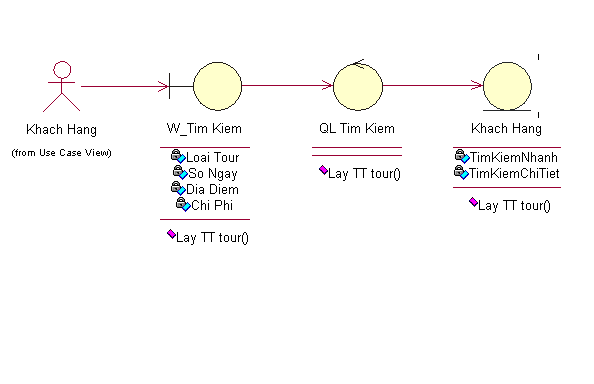 Khach Hang
(from Use Case View)
W_Tim Kiem
Loai Tour
So Ngay
Dia Diem
Chi Phi
Lay TT tour()
QL Tim Kiem
Lay TT tour()
Khach Hang
TimKiemNhanh
TimKiemChiTiet
Lay TT tour()